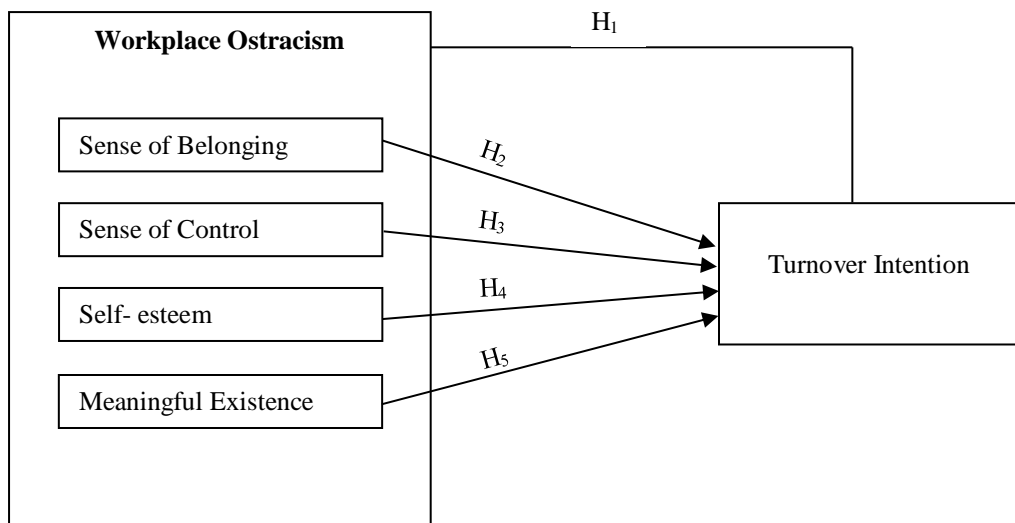 Workplace Ostracism
H₁
Sense of Belonging
H₂
Sense of Control
H₃
Turnover Intention
Self- esteem
H₄
Meaningful Existence
H₅